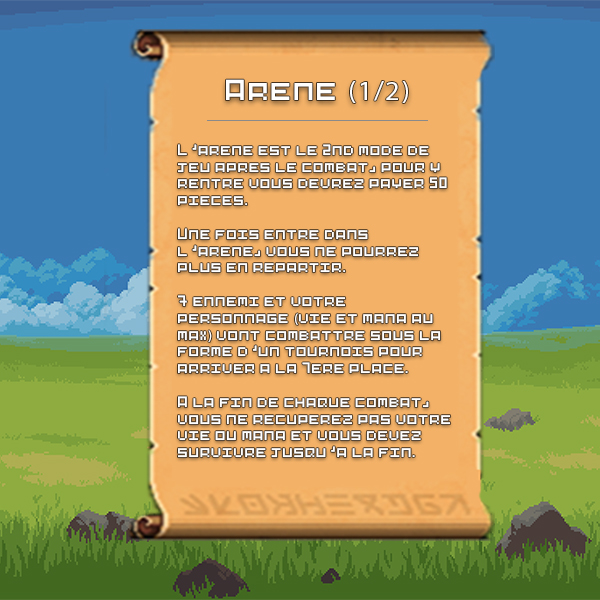 Arene (1/2)
L'arene est le 2nd mode de
jeu apres le combat, pour y
rentre vous devrez payer 50
pieces.
Une fois entre dans
l'arene, vous ne pourrez
plus en repartir.
7 ennemi et votre
personnage (vie et mana au
max) vont combattre sous la
forme d'un tournois pour
arriver a la 1ere place.
A la fin de chaque combat,
vous ne recuperez pas votre
vie ou mana et vous devez
survivre jusqu'a la fin.